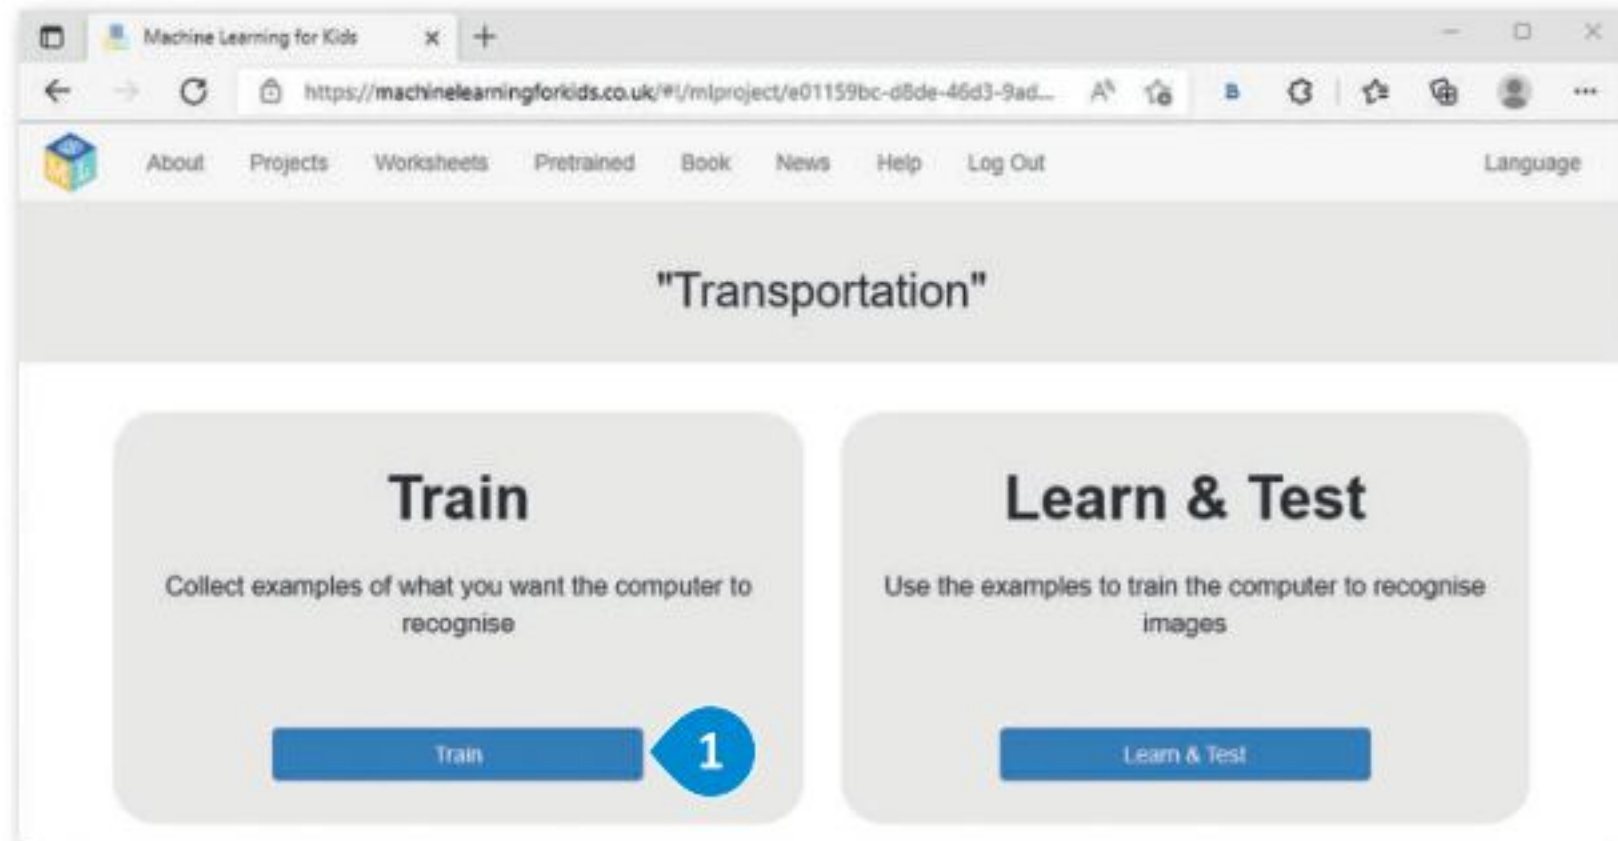 Machine Learning for Kids
https://machinelearningforkids.co.uk/#!/mlproject/e01159bc-d8de-46d3-9ad...
About Projects Worksheets Pretrained Book News Help Log Out Language
"Transportation"
Train
Collect examples of what you want the computer to
recognise
Train
1
Learn & Test
Use the examples to train the computer to recognise
images
Learn & Test